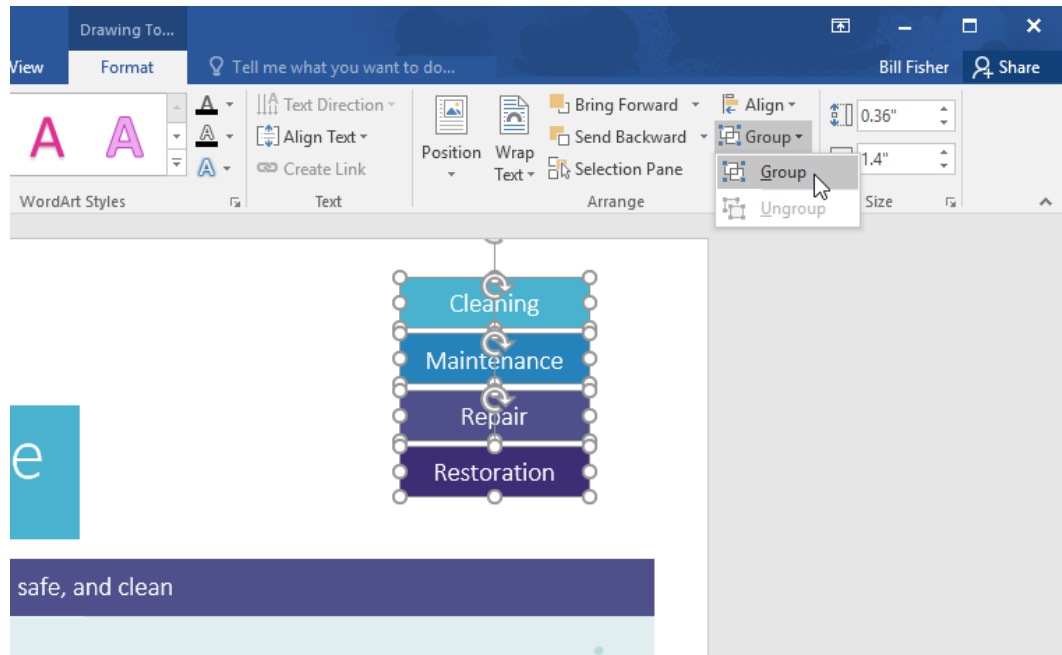 Drawing To...
View Format Tell me what you want to do... Bill Fisher Share
A A A Text Direction Bring Forward Align 0.36"
A Align Text Position Wrap Text Send Backward Group 1.4"
A Create Link Selection Pane Group
WordArt Styles Text Arrange Ungroup Size
Cleaning
Maintenance
Repair
Restoration
e
safe, and clean